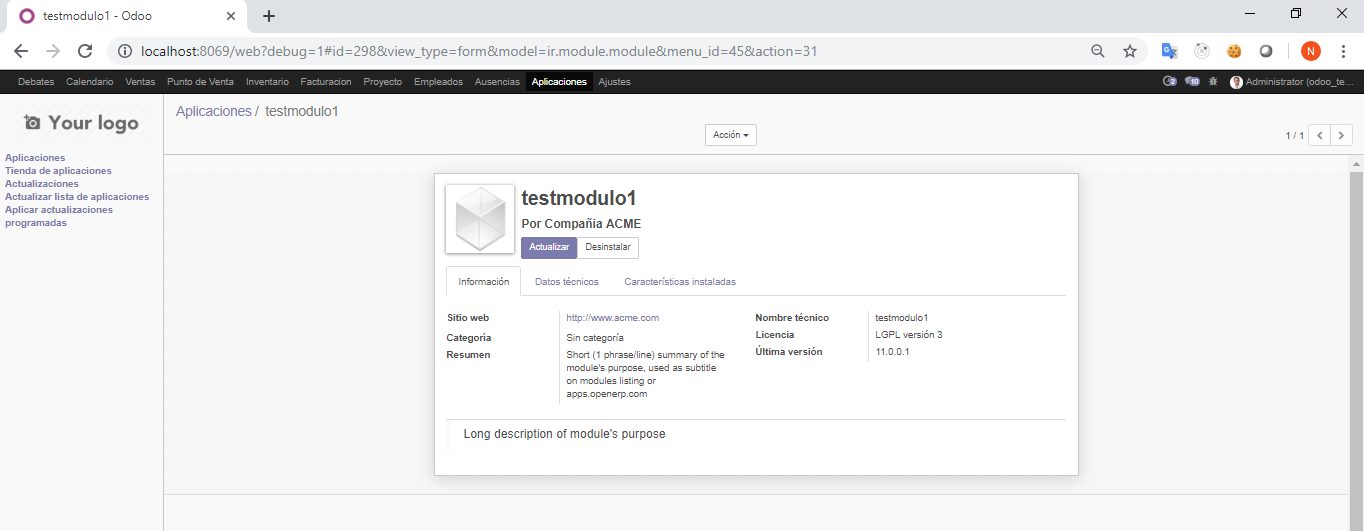 testmodulo1 - Odoo
localhost:8069/web?debug=1#id=298&view_type=form&model=ir.module.module&menu_id=45&action=31
N
Debates Calendario Ventas Punto de Venta Inventario Facturacion Proyecto Empleados Ausencias Aplicaciones Ajustes 2 10 Administrator (odoo_te...
Your logo
Aplicaciones / testmodulo1
Acción
1 / 1
Aplicaciones
Tienda de aplicaciones
Actualizaciones
Actualizar lista de aplicaciones
Aplicar actualizaciones
programadas
testmodulo1
Por Compañia ACME
Actualizar Desinstalar
Información Datos técnicos Características instaladas
Sitio web http://www.acme.com
Categoría Sin categoría
Resumen Short (1 phrase/line) summary of the
module's purpose, used as subtitle
on modules listing or
apps.openerp.com
Nombre técnico testmodulo1
Licencia LGPL versión 3
Última versión 11.0.0.1
Long description of module's purpose